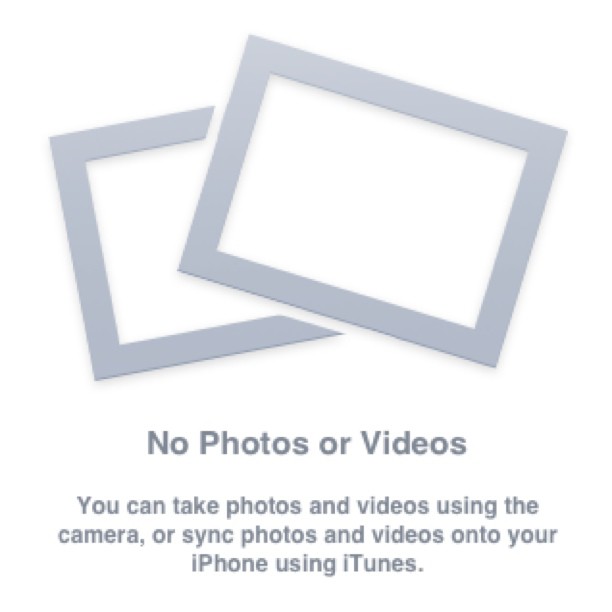 No Photos or Videos
You can take photos and videos using the
camera, or sync photos and videos onto your
iPhone using iTunes.